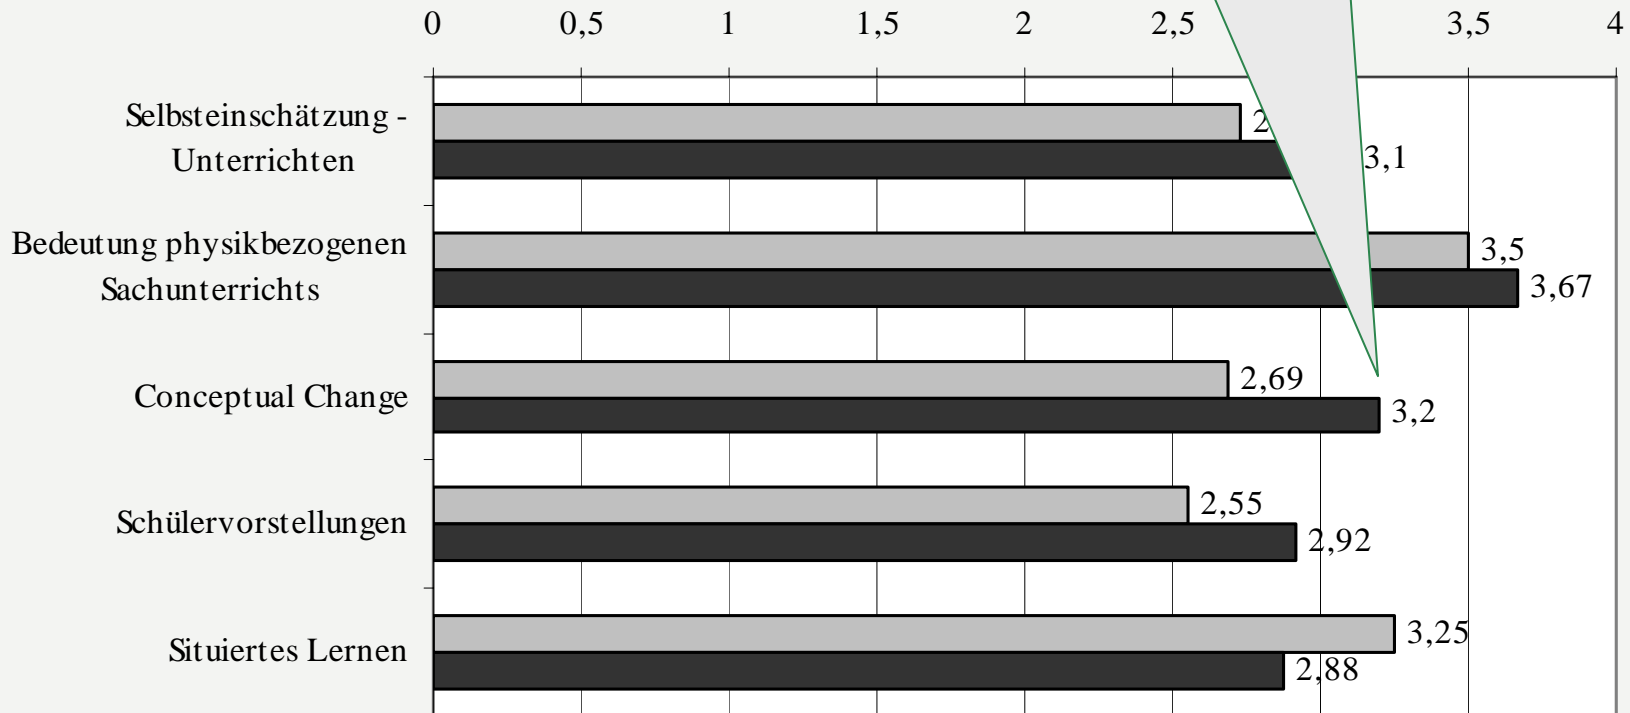 0 0,5 1 1,5 2 2,5 3,5 4
Selbsteinschätzung -
Unterrichten
3,1
Bedeutung physikbezogenen
Sachunterrichts
3,5
3,67
Conceptual Change
2,69
3,2
Schülervorstellungen
2,55
2,92
Situiertes Lernen
3,25
2,88